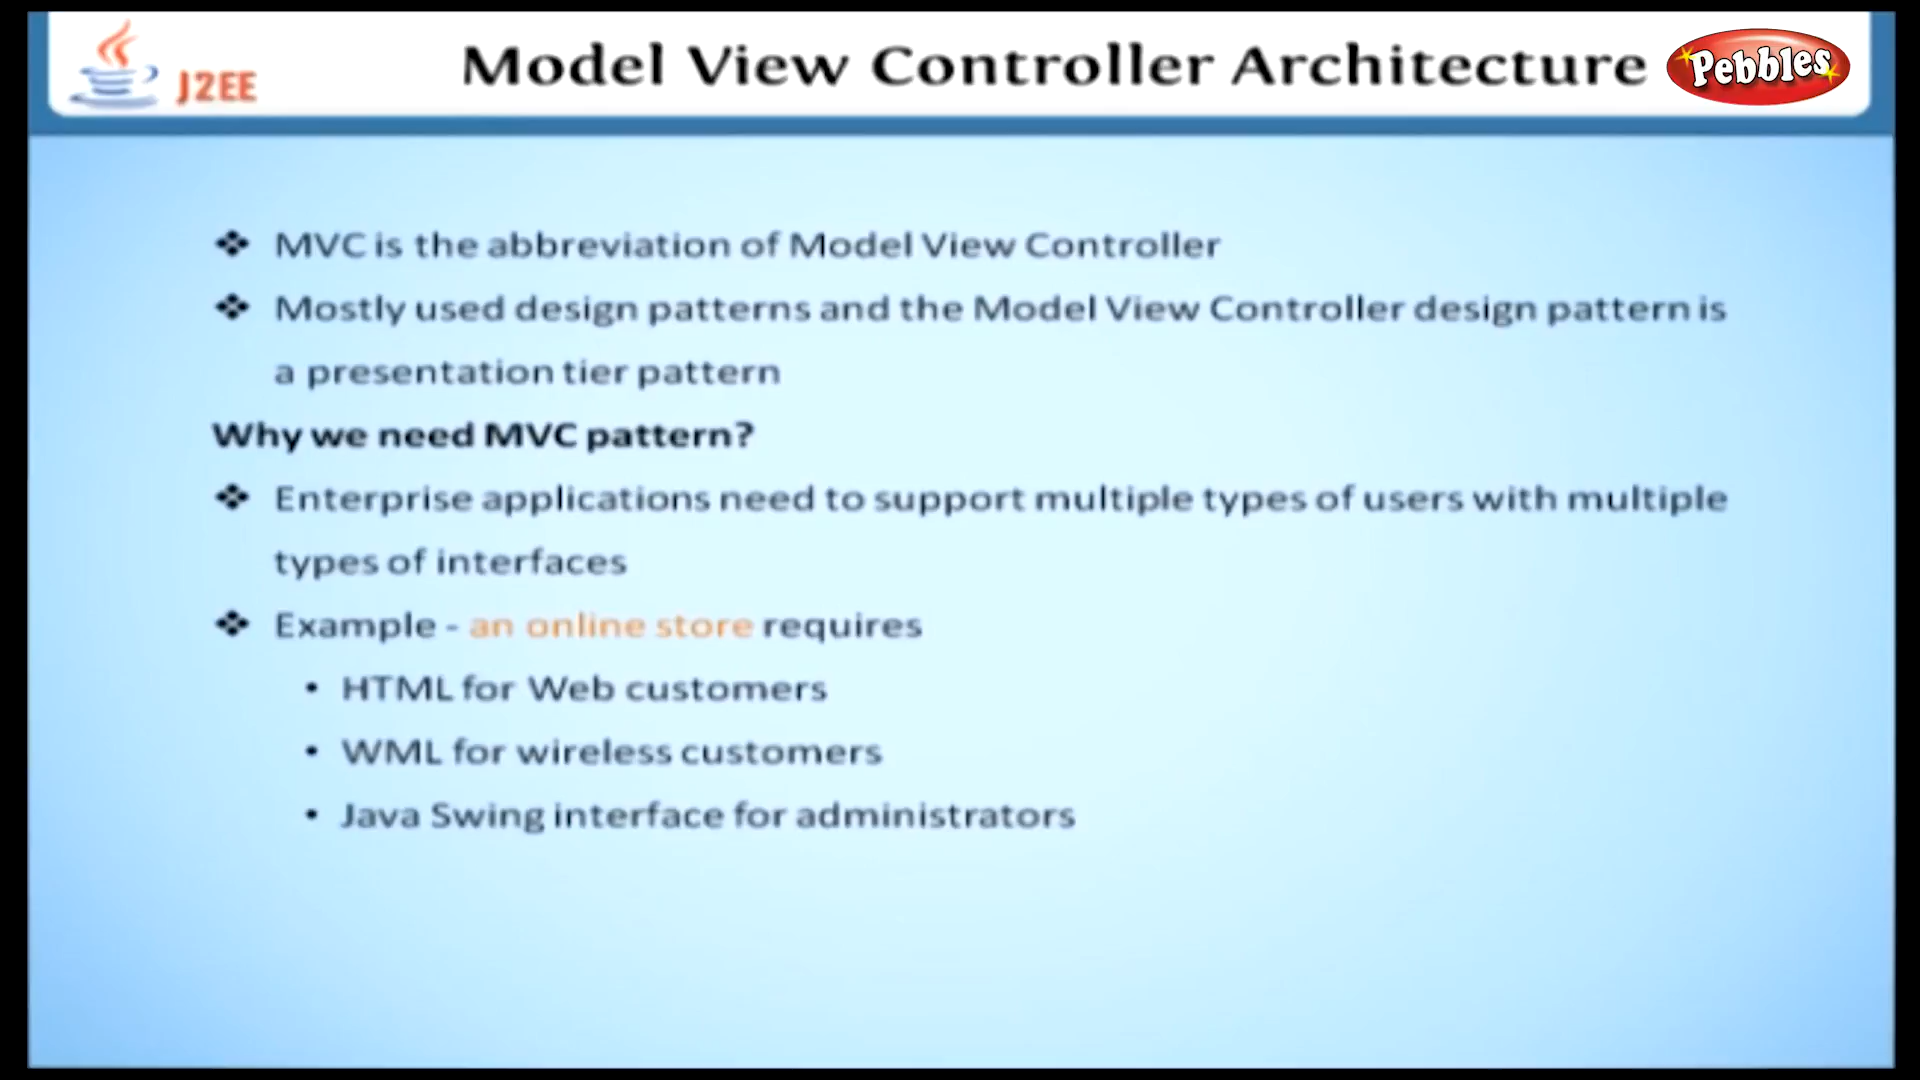 J2EE
Model View Controller Architecture
Pebbles
❖ MVC is the abbreviation of Model View Controller
❖ Mostly used design patterns and the Model View Controller design pattern is
a presentation tier pattern
Why we need MVC pattern?
❖ Enterprise applications need to support multiple types of users with multiple
types of interfaces
❖ Example - an online store requires
• HTML for Web customers
• WML for wireless customers
• Java Swing interface for administrators